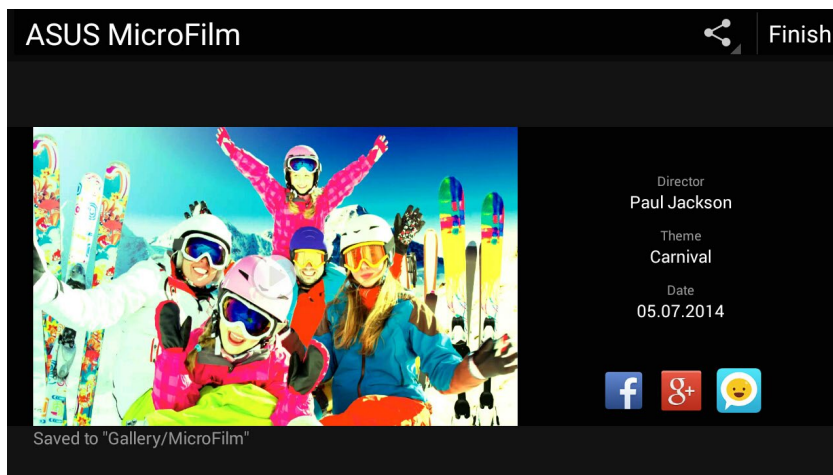 ASUS MicroFilm
Finish
Director
Paul Jackson
Theme
Carnival
Date
05.07.2014
f
g+
Saved to "Gallery/MicroFilm"